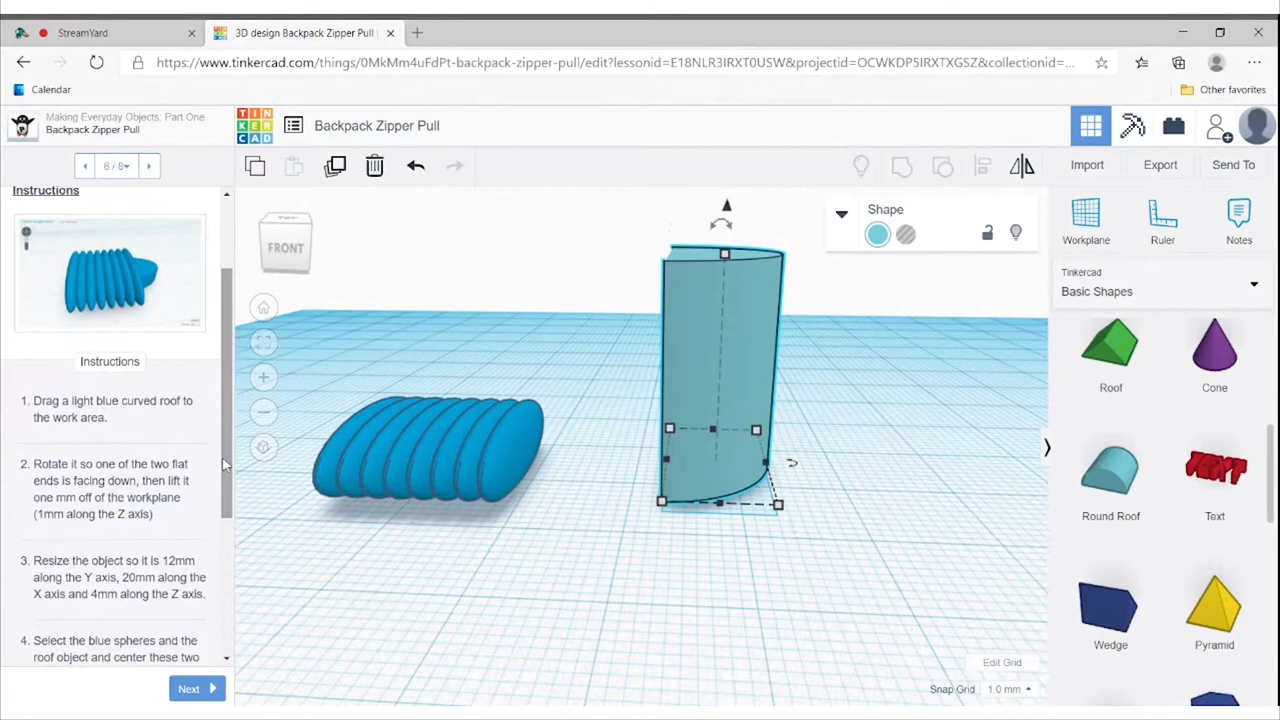 StreamYard
3D design Backpack Zipper Pull
https://www.tinkercad.com/things/0MkMm4uFdPt-backpack-zipper-pull/edit?lessonid=E18NLR3IRXT0USW&projectid=OCWKDP5IRXTXGSZ&collectionid=...
Calendar
Other favorites
Making Everyday Objects: Part One
Backpack Zipper Pull
TIN
KER
CAD
Backpack Zipper Pull
6 / 8
Import
Export
Send To
Instructions
Shape
FRONT
Workplane
Ruler
Notes
Tinkercad
Basic Shapes
Instructions
Roof
Cone
1. Drag a light blue curved roof to
the work area.
2. Rotate it so one of the two flat
ends is facing down, then lift it
one mm off of the workplane
(1mm along the Z axis)
Round Roof
Text
3. Resize the object so it is 12mm
along the Y axis, 20mm along the
X axis and 4mm along the Z axis.
4. Select the blue spheres and the
roof object and center these two
Wedge
Pyramid
Next
Edit Grid
Snap Grid
1.0 mm